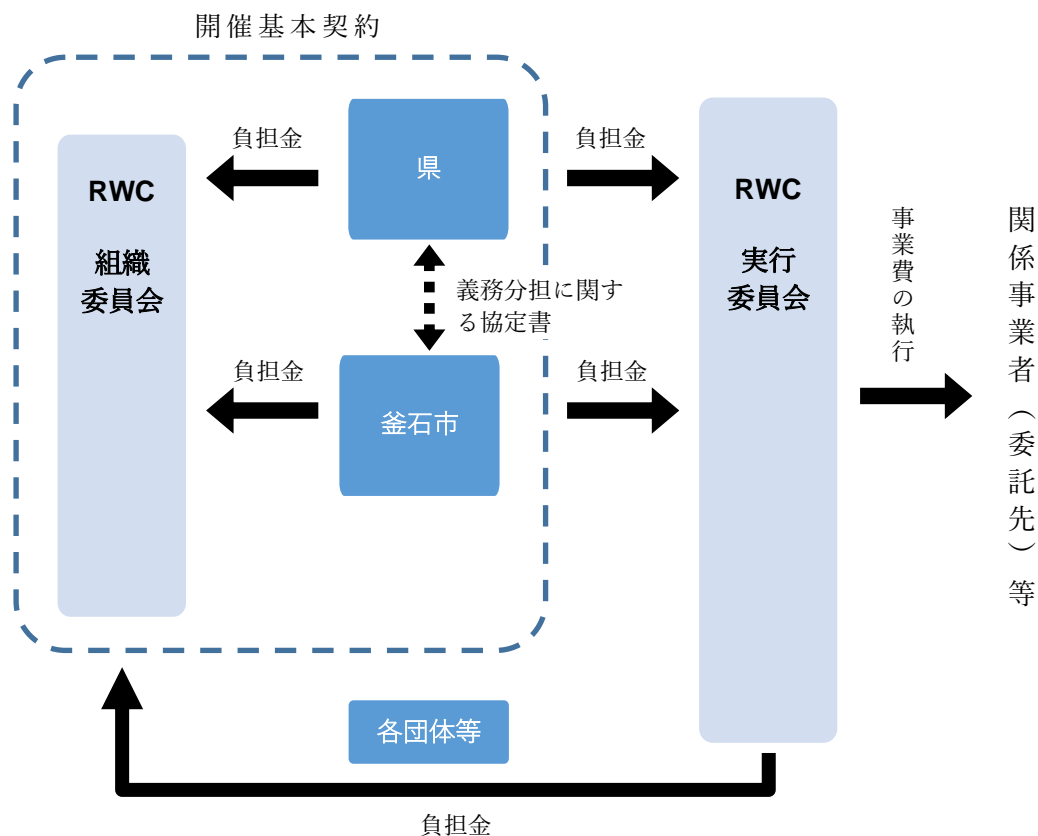 開催基本契約
負担金
県
負担金
RWC
組織
委員会
RWC
実行
委員会
事業費の執行
関係事業者(委託先)等
義務分担に関す
る協定書
負担金
釜石市
負担金
各団体等
負担金